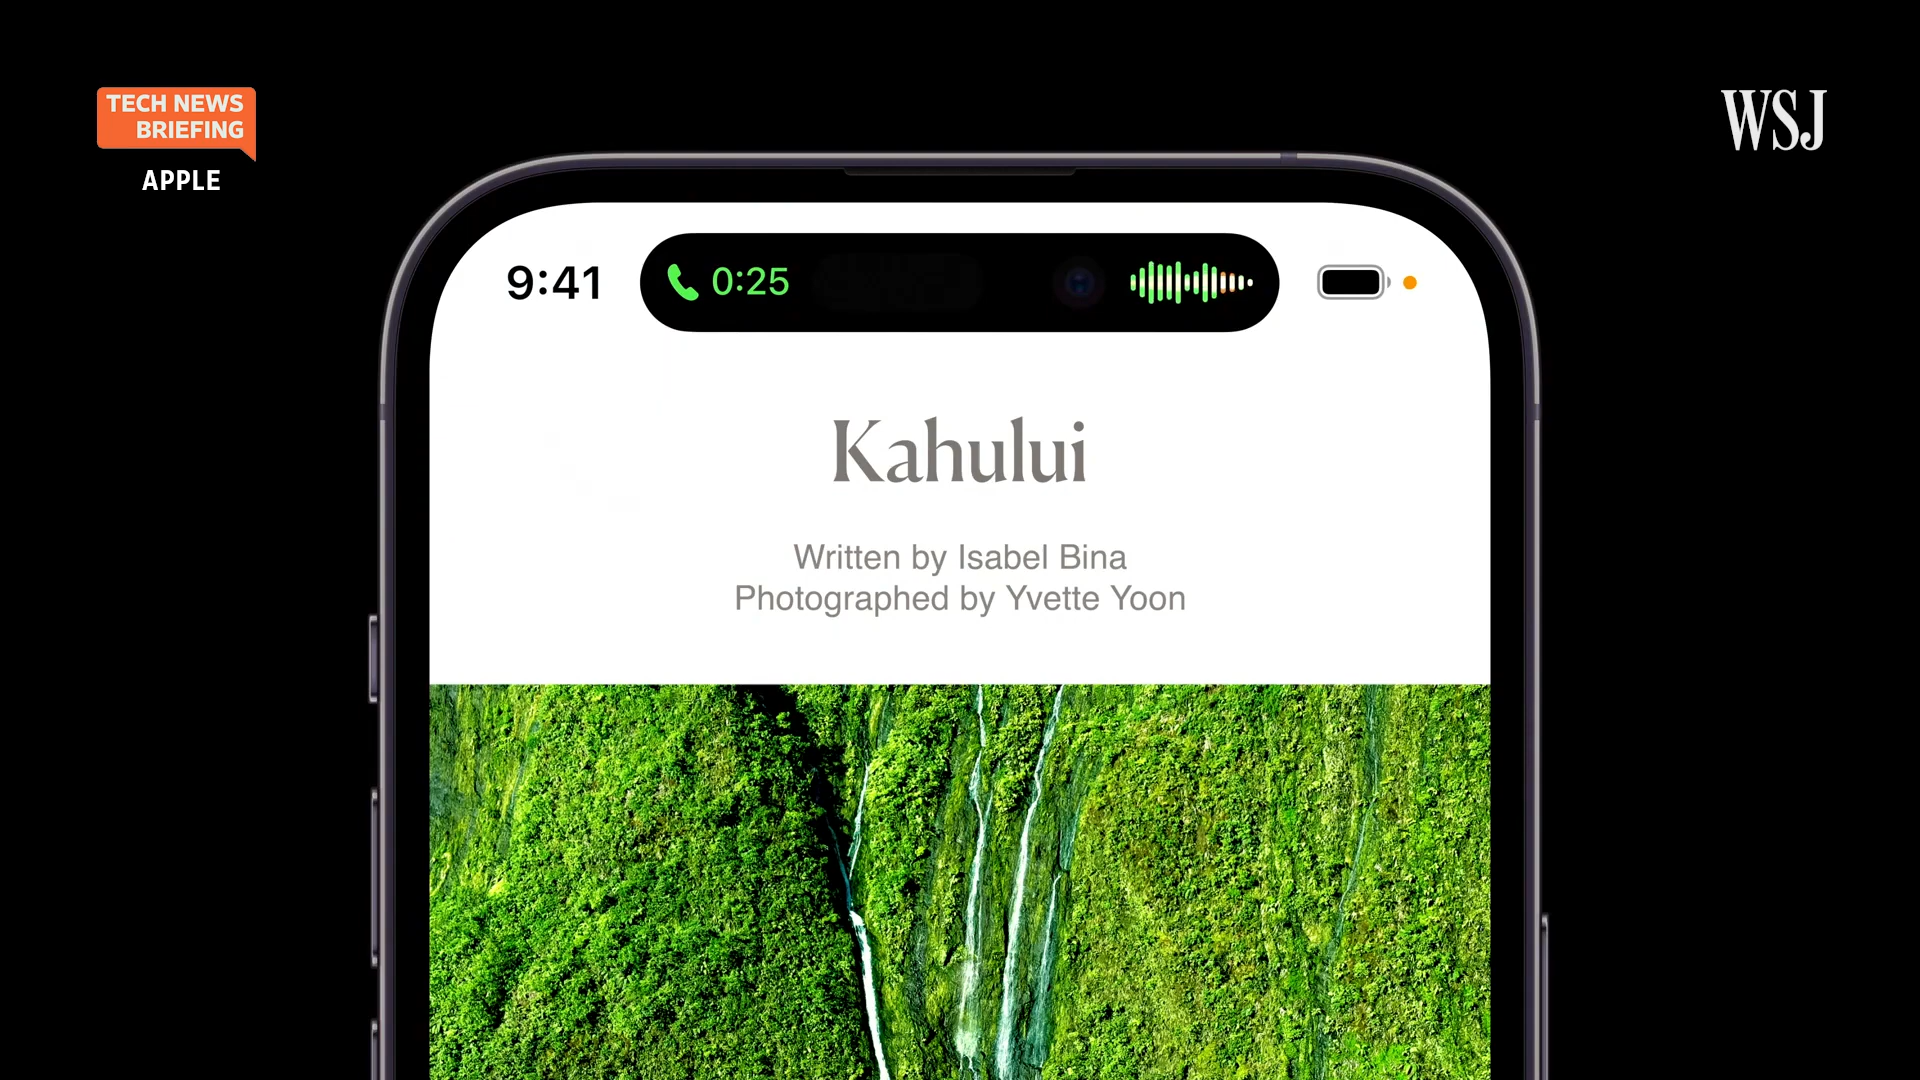 TECH NEWS
BRIEFING
APPLE
WSJ
9:41
0:25
Kahului
Written by Isabel Bina
Photographed by Yvette Yoon